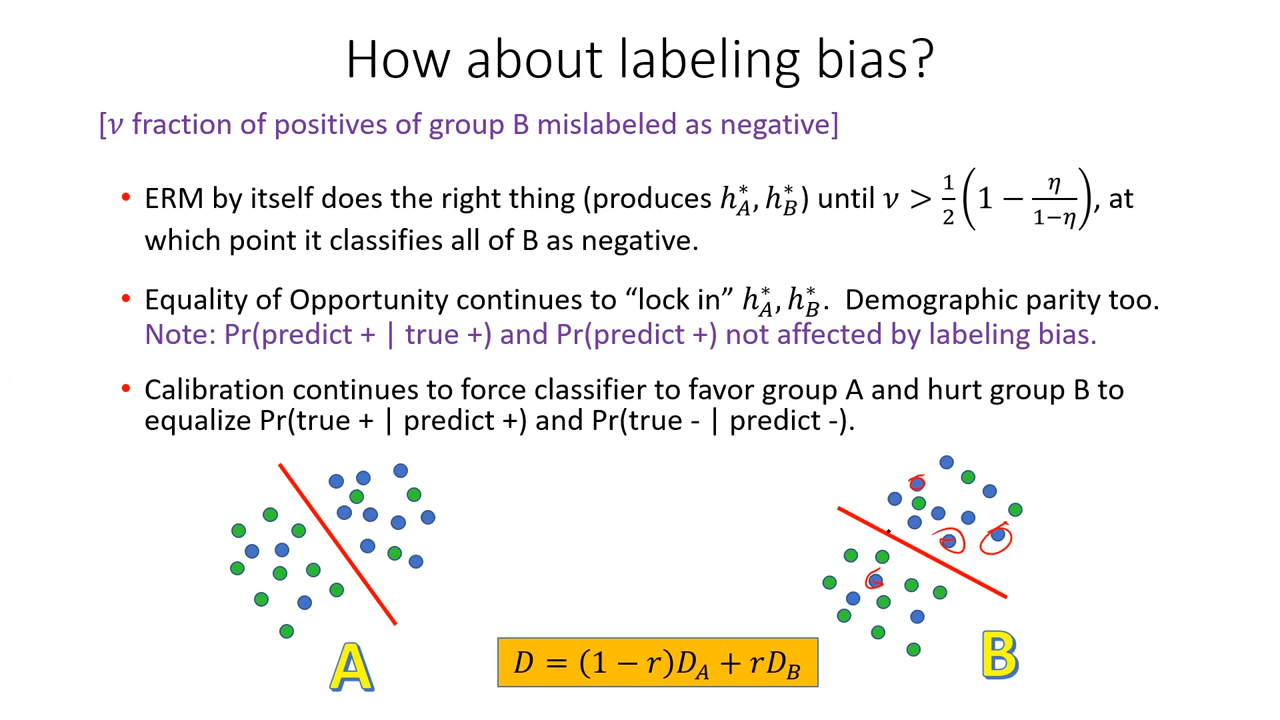 How about labeling bias?
[ν fraction of positives of group B mislabeled as negative]
• ERM by itself does the right thing (produces h*_A, h*_B) until ν > 1/2 (1 − η/(1−η)), at
which point it classifies all of B as negative.
• Equality of Opportunity continues to “lock in” h*_A, h*_B. Demographic parity too.
Note: Pr(predict + | true +) and Pr(predict +) not affected by labeling bias.
• Calibration continues to force classifier to favor group A and hurt group B to
equalize Pr(true + | predict +) and Pr(true - | predict -).
A
B
D = (1 − r)D_A + rD_B